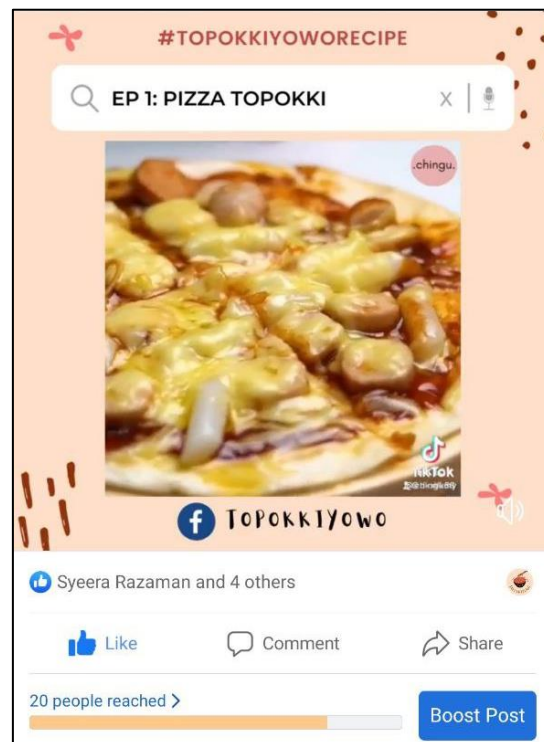 #TOPOKKIYOWORECIPE
EP 1: PIZZA TOPOKKI
X
.chingu.
TikTok
f TOPOKKIYOWO
Syeera Razaman and 4 others
Like
Comment
Share
20 people reached >
Boost Post